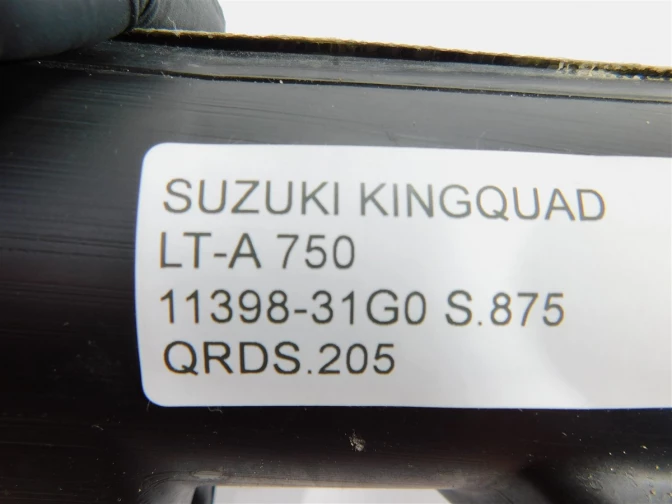 SUZUKI KINGQUAD
LT-A 750
11398-31G0 S.875
QRDS.205